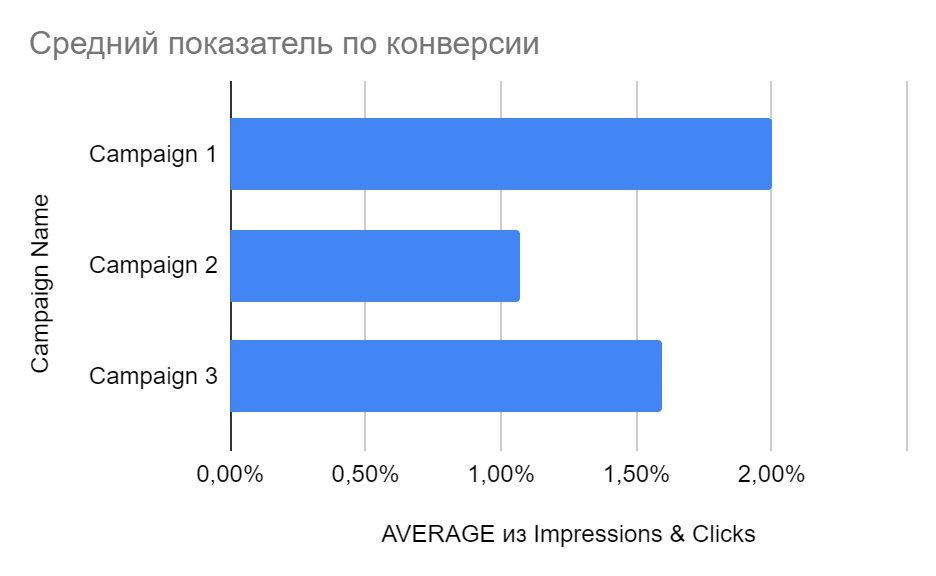 Средний показатель по конверсии
Campaign Name
Campaign 1
Campaign 2
Campaign 3
0,00% 0,50% 1,00% 1,50% 2,00%
AVERAGE из Impressions & Clicks